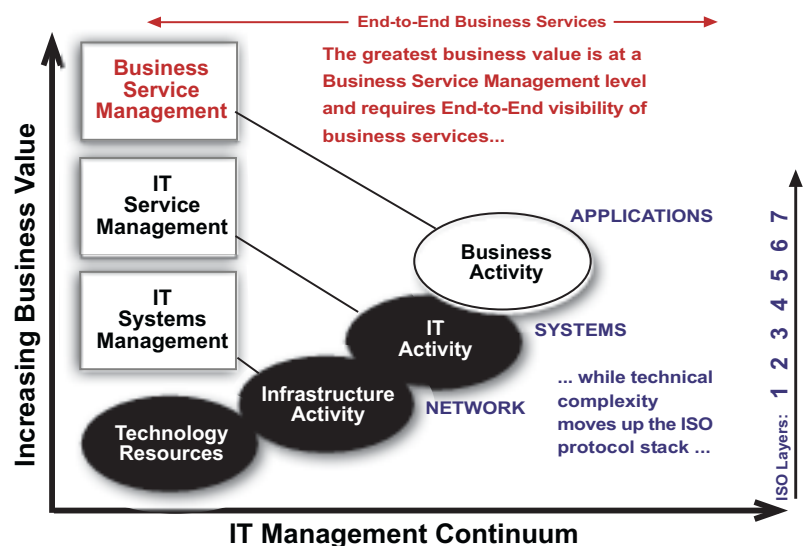 End-to-End Business Services
The greatest business value is at a
Business Service Management level
and requires End-to-End visibility of
business services...
Business
Service
Management
IT
Service
Management
IT
Systems
Management
APPLICATIONS
Business
Activity
SYSTEMS
IT
Activity
NETWORK
Infrastructure
Activity
Technology
Resources
... while technical
complexity
moves up the ISO
protocol stack ...
ISO Layers: 1 2 3 4 5 6 7
Increasing Business Value
IT Management Continuum